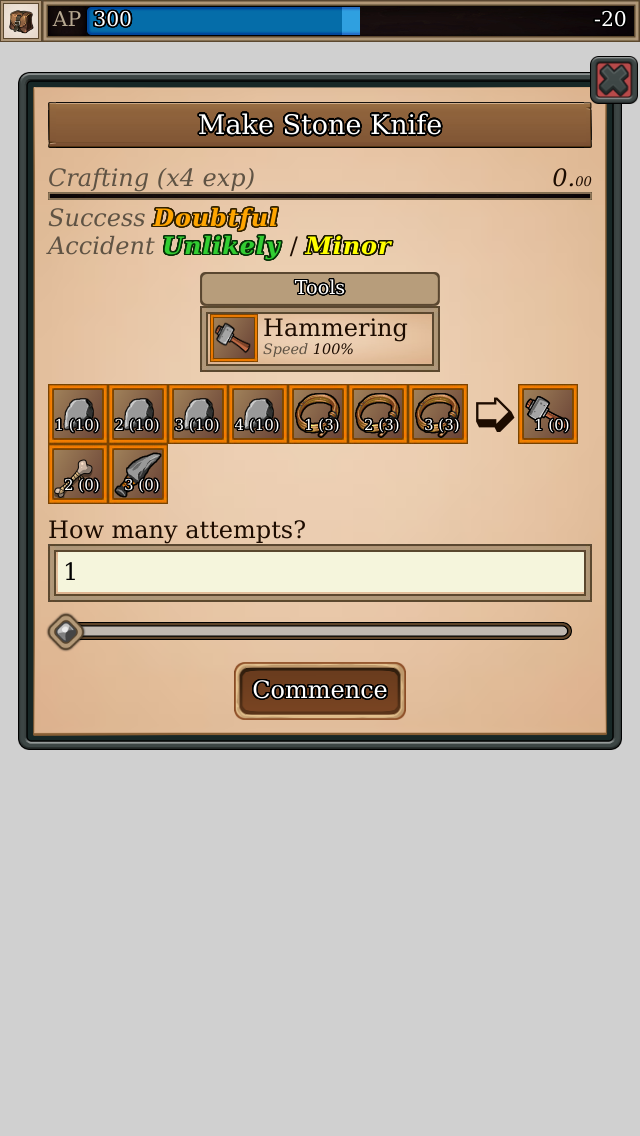 AP 300 -20
Make Stone Knife
Crafting (x4 exp) 0.00
Success Doubtful
Accident Unlikely / Minor
Tools
Hammering
Speed 100%
1 (10) 2 (10) 3 (10) 4 (10) 1 (3) 2 (3) 3 (3) 1 (0)
2 (0) 3 (0)
How many attempts?
1
Commence